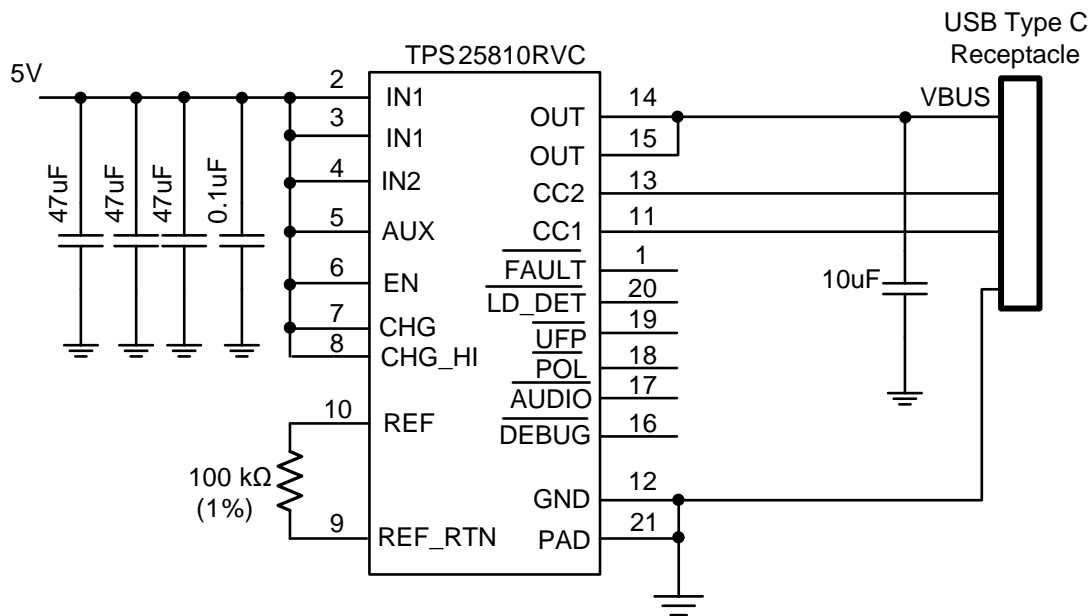 USB Type C
Receptacle
TPS25810RVC
5V
47uF
47uF
47uF
0.1uF
2
3
4
5
6
7
8
10
9
IN1
IN1
IN2
AUX
EN
CHG
CHG_HI
REF
REF_RTN
100 kΩ
(1%)
OUT
OUT
CC2
CC1
FAULT
LD_DET
UFP
POL
AUDIO
DEBUG
GND
PAD
14
15
13
11
1
20
19
18
17
16
12
21
VBUS
10uF